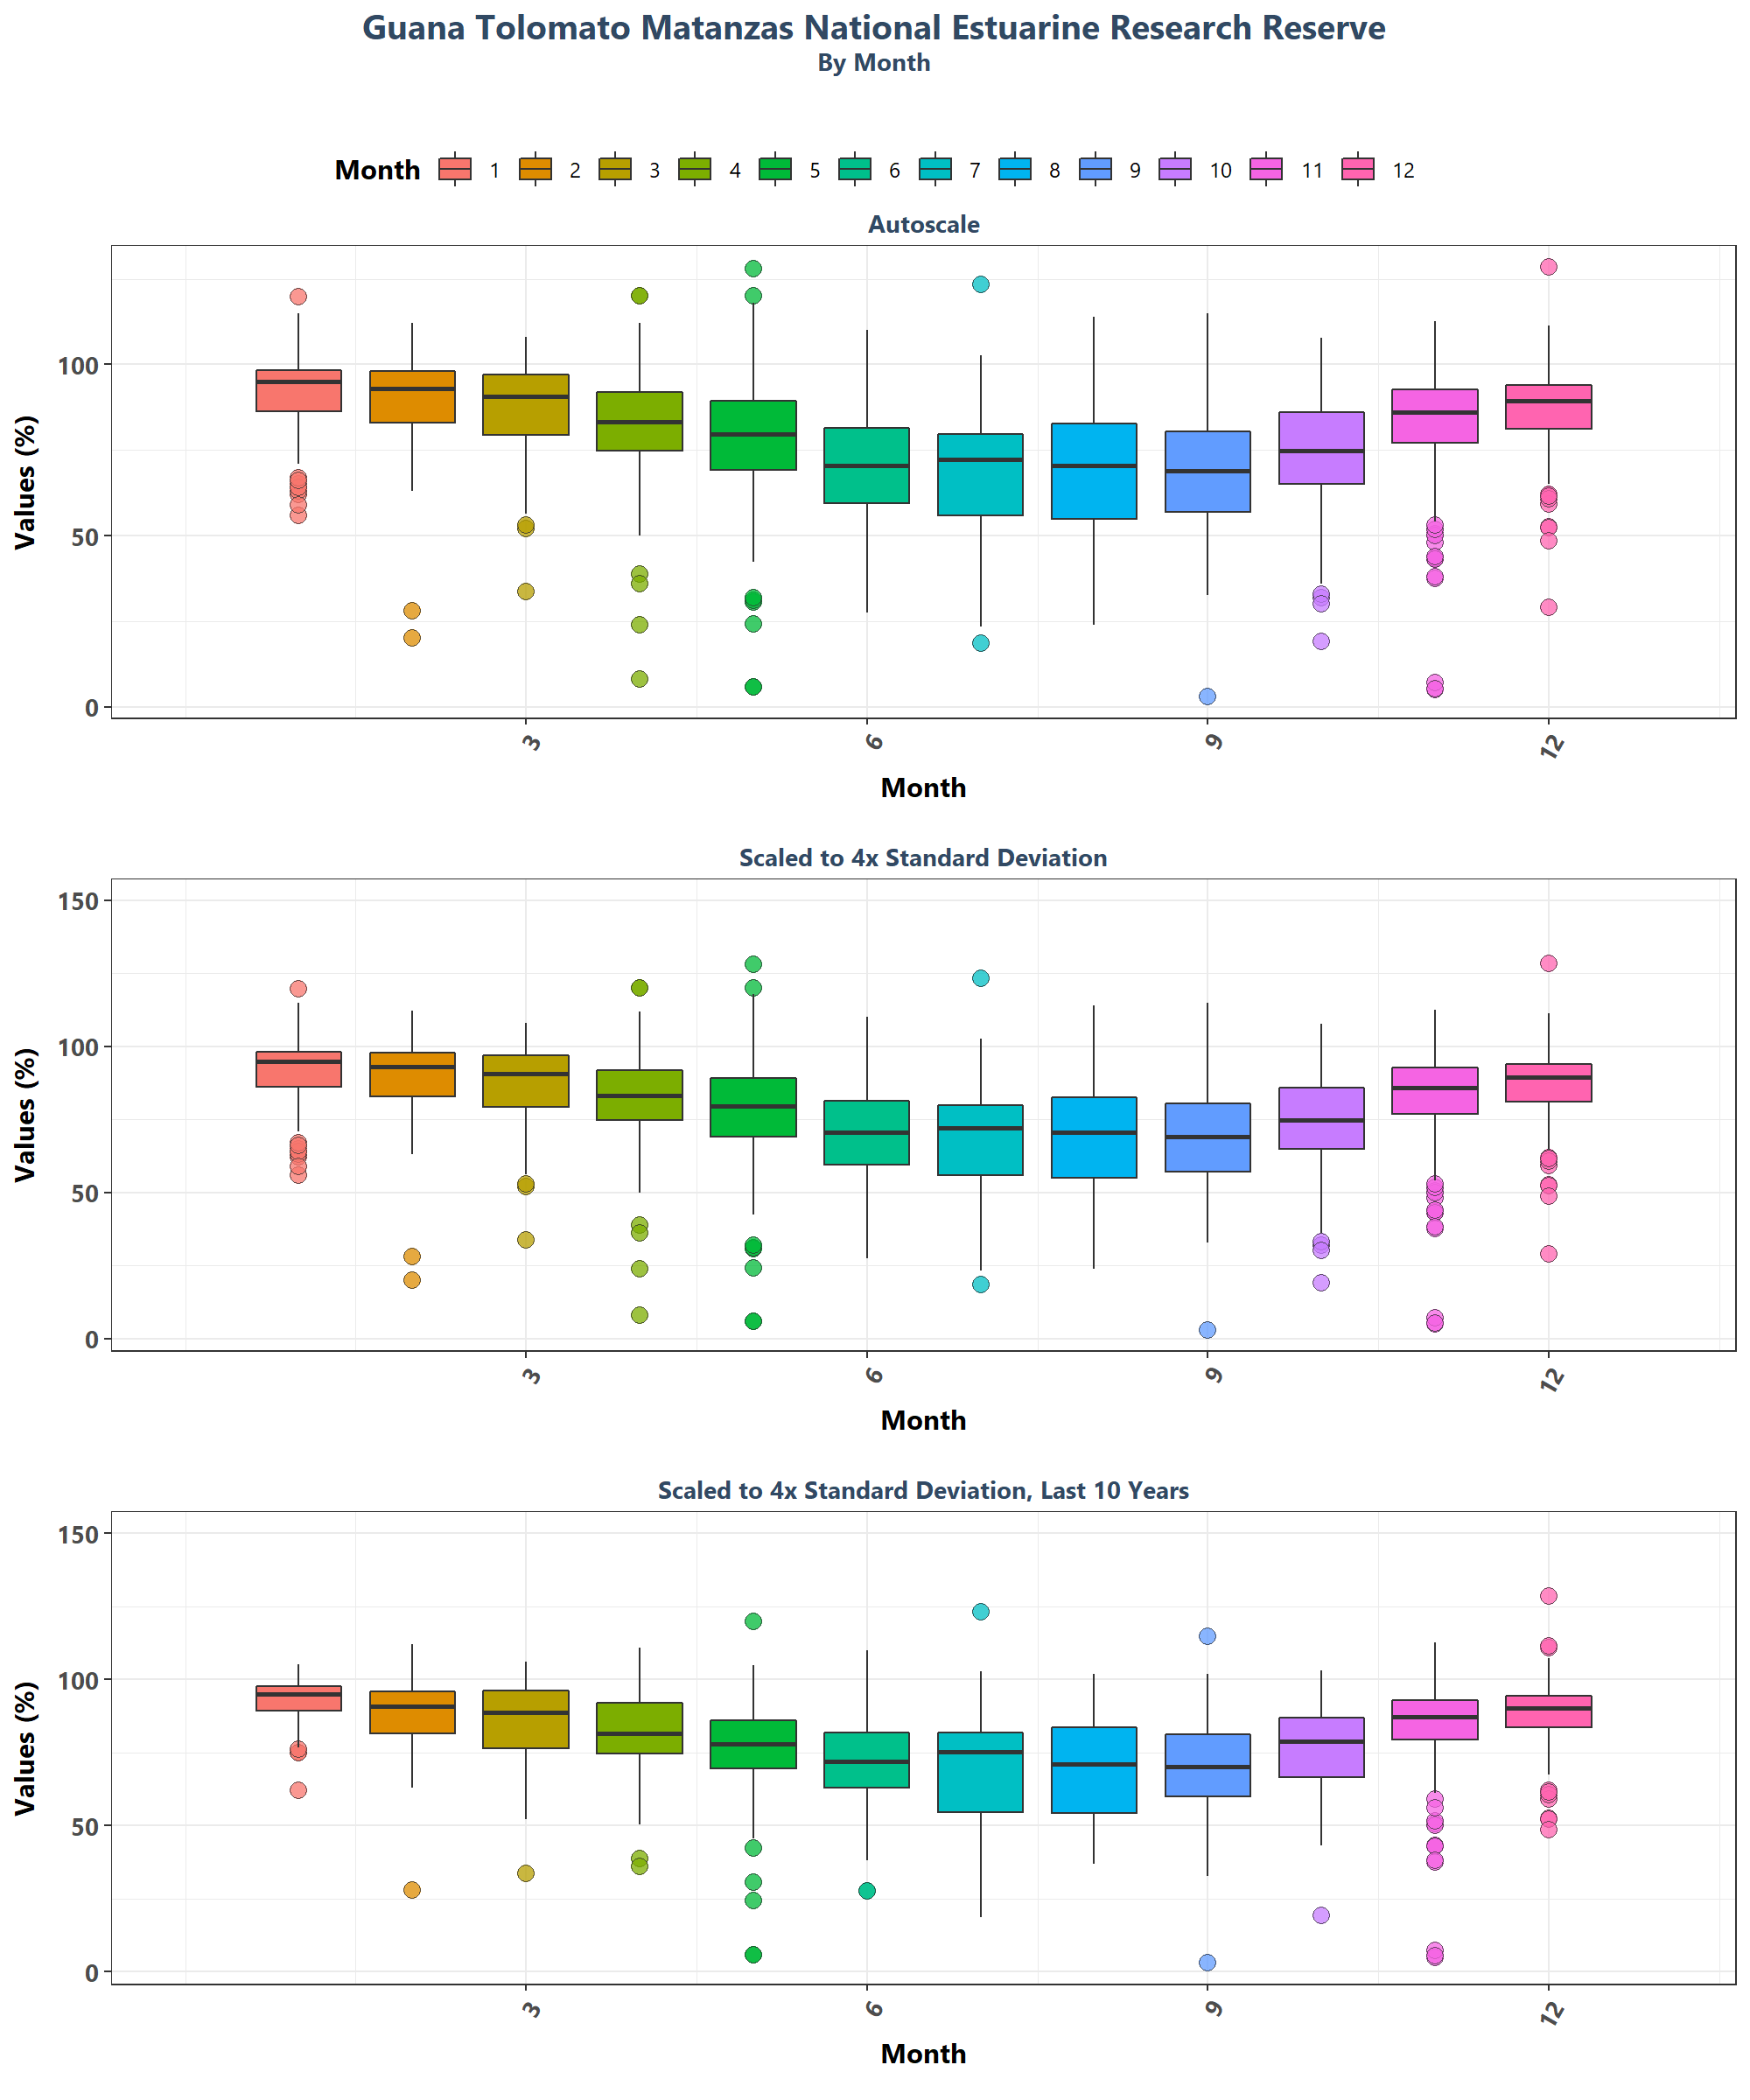 Guana Tolomato Matanzas National Estuarine Research Reserve
By Month
Month 1 2 3 4 5 6 7 8 9 10 11 12
Autoscale
Values (%)
100
50
0
3 6 9 12
Month
Scaled to 4x Standard Deviation
Values (%)
150
100
50
0
3 6 9 12
Month
Scaled to 4x Standard Deviation, Last 10 Years
Values (%)
150
100
50
0
3 6 9 12
Month